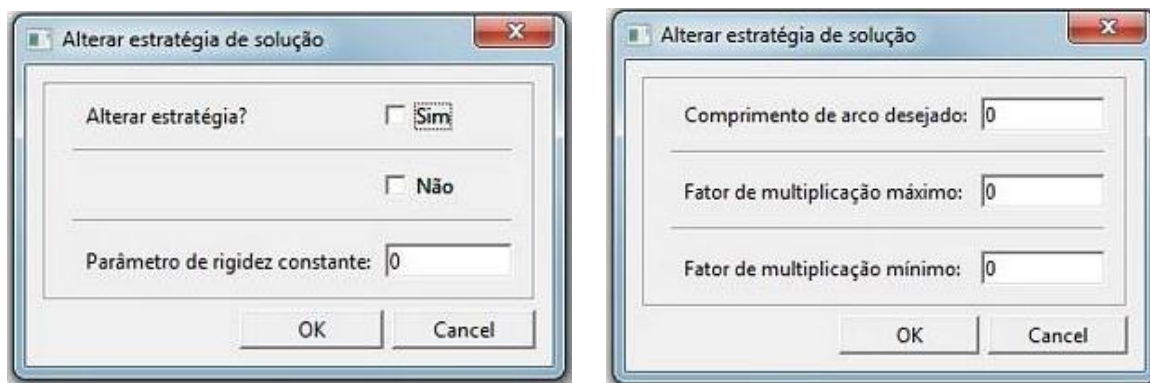 Alterar estratégia de solução
Alterar estratégia?
Sim
Não
Parâmetro de rigidez constante: 0
OK Cancel
Alterar estratégia de solução
Comprimento de arco desejado: 0
Fator de multiplicação máximo: 0
Fator de multiplicação mínimo: 0
OK Cancel